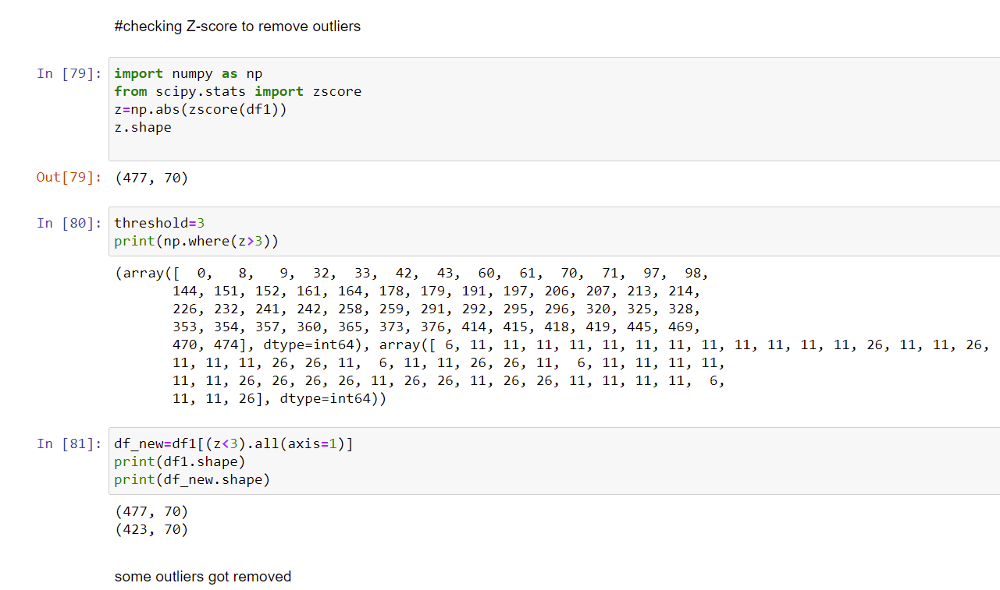 #checking Z-score to remove outliers
In [79]:
import numpy as np
from scipy.stats import zscore
z=np.abs(zscore(df1))
z.shape
Out[79]: (477, 70)
In [80]:
threshold=3
print(np.where(z>3))
(array([  0,   8,   9,  32,  33,  42,  43,  60,  61,  70,  71,  97,  98,
       144, 151, 152, 161, 164, 178, 179, 191, 197, 206, 207, 213, 214,
       226, 232, 241, 242, 258, 259, 291, 292, 295, 296, 320, 325, 328,
       353, 354, 357, 360, 365, 373, 376, 414, 415, 418, 419, 445, 469,
       470, 474], dtype=int64), array([ 6, 11, 11, 11, 11, 11, 11, 11, 11, 11, 11, 11, 11, 26, 11, 11, 26,
       11, 11, 11, 26, 26, 11,  6, 11, 11, 26, 26, 11,  6, 11, 11, 11, 11,
       11, 11, 26, 26, 26, 26, 11, 26, 26, 11, 26, 26, 11, 11, 11, 11,  6,
       11, 11, 26], dtype=int64))
In [81]:
df_new=df1[(z<3).all(axis=1)]
print(df1.shape)
print(df_new.shape)
(477, 70)
(423, 70)
some outliers got removed